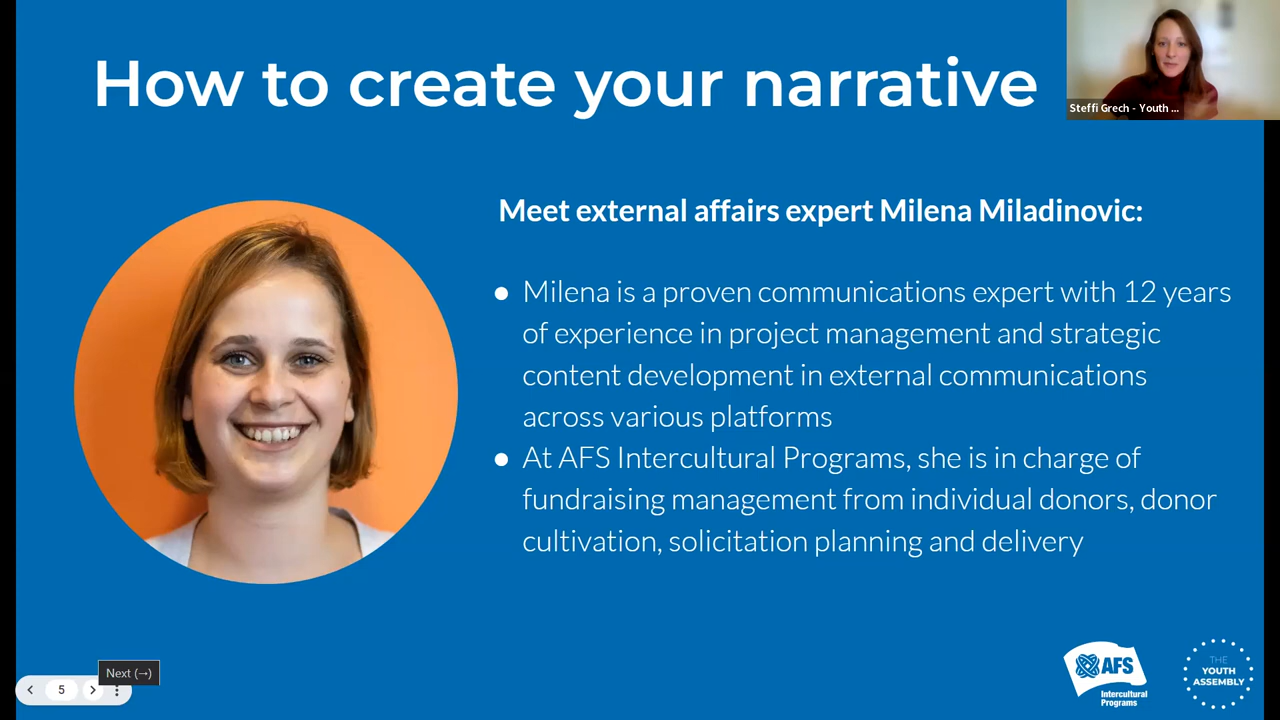 How to create your narrative
Steffi Grech - Youth ...
Meet external affairs expert Milena Miladinovic:
● Milena is a proven communications expert with 12 years
of experience in project management and strategic
content development in external communications
across various platforms
● At AFS Intercultural Programs, she is in charge of
fundraising management from individual donors, donor
cultivation, solicitation planning and delivery
Next (→)
5
AFS
Intercultural
Programs
THE
YOUTH
ASSEMBLY